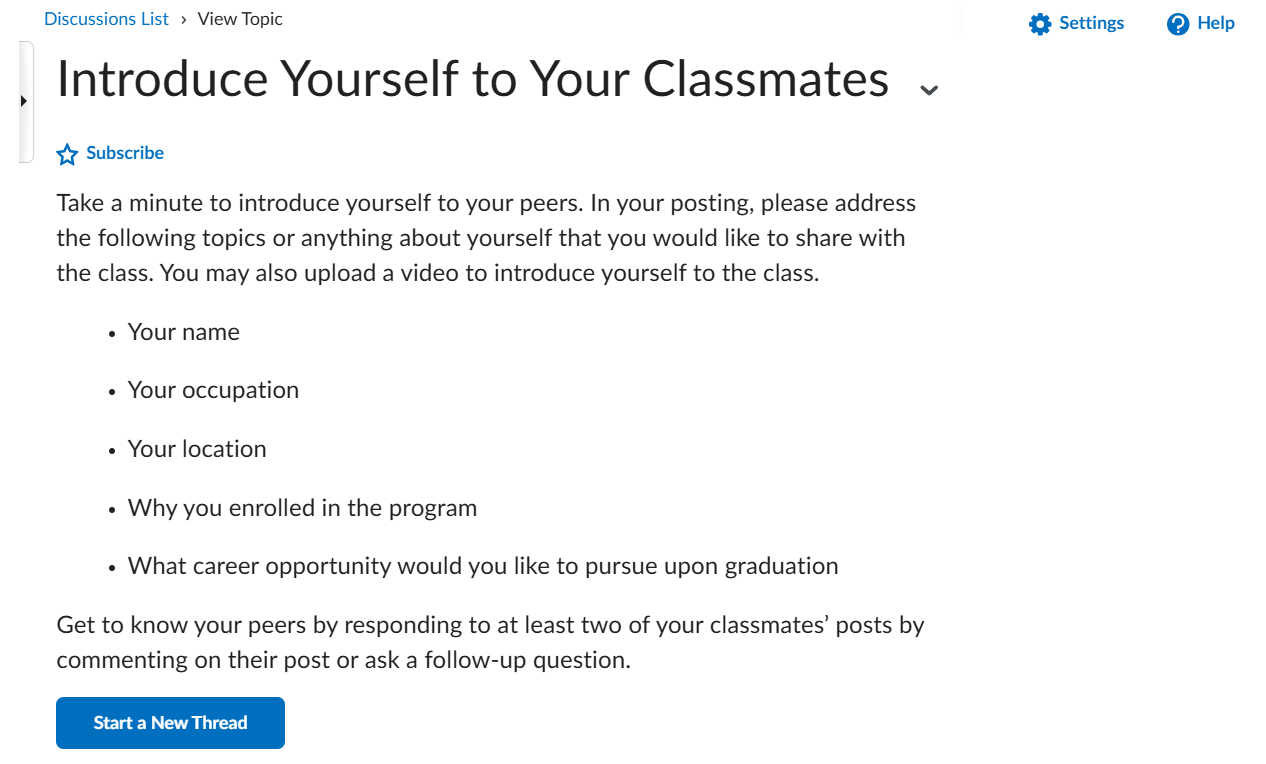 Discussions List › View Topic
Settings
Help
Introduce Yourself to Your Classmates
Subscribe
Take a minute to introduce yourself to your peers. In your posting, please address
the following topics or anything about yourself that you would like to share with
the class. You may also upload a video to introduce yourself to the class.
• Your name
• Your occupation
• Your location
• Why you enrolled in the program
• What career opportunity would you like to pursue upon graduation
Get to know your peers by responding to at least two of your classmates’ posts by
commenting on their post or ask a follow-up question.
Start a New Thread